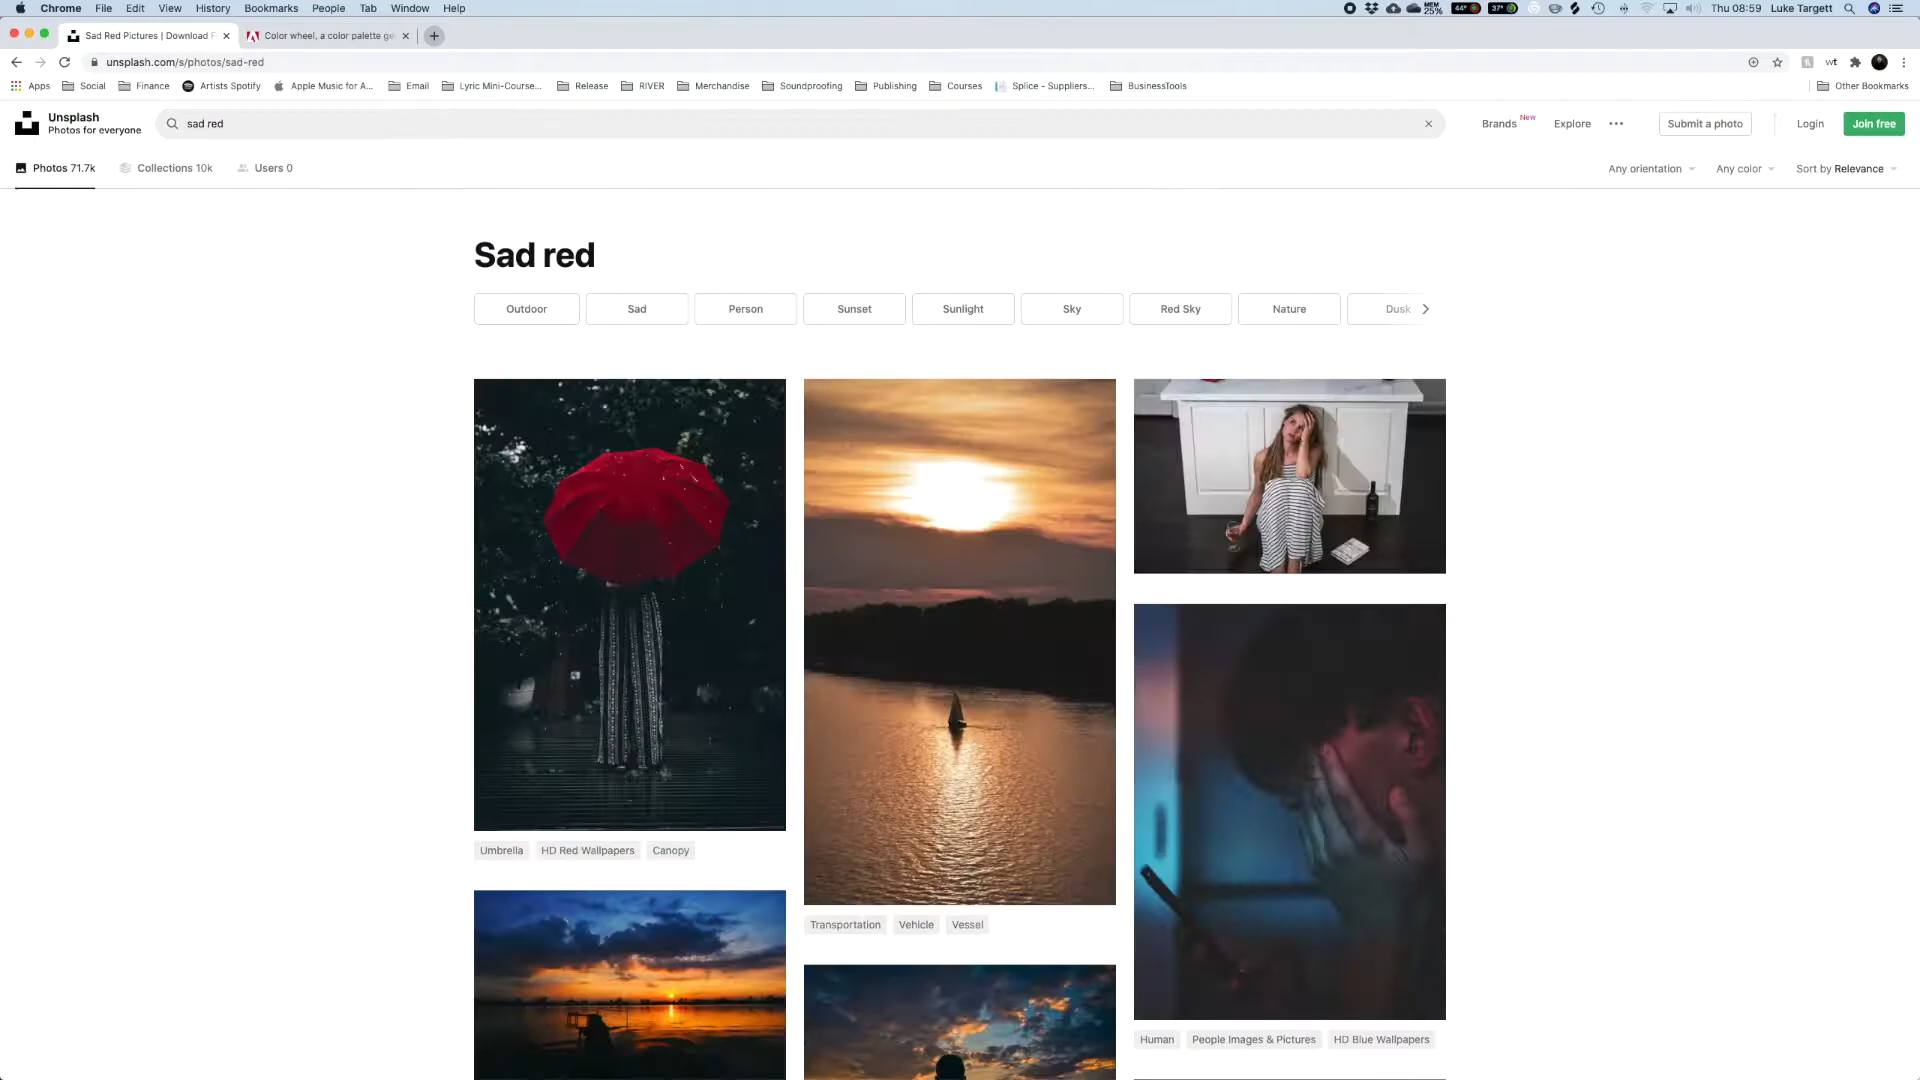 Chrome File Edit View History Bookmarks People Tab Window Help
MEM 25% 44° 37° Thu 08:59 Luke Targett
Sad Red Pictures | Download F
Color wheel, a color palette ge
unsplash.com/s/photos/sad-red
wt
Apps Social Finance Artists Spotify Apple Music for A... Email Lyric Mini-Course... Release RIVER Merchandise Soundproofing Publishing Courses Splice - Suppliers... BusinessTools Other Bookmarks
Unsplash
Photos for everyone
sad red
Brands New Explore Submit a photo Login Join free
Photos 71.7k Collections 10k Users 0
Any orientation Any color Sort by Relevance
Sad red
Outdoor Sad Person Sunset Sunlight Sky Red Sky Nature Dusk
Umbrella HD Red Wallpapers Canopy
Transportation Vehicle Vessel
Human People Images & Pictures HD Blue Wallpapers